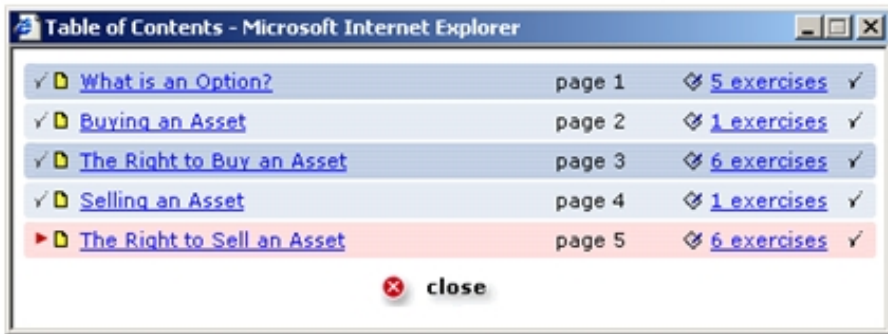 Table of Contents - Microsoft Internet Explorer
What is an Option? page 1 5 exercises
Buying an Asset page 2 1 exercises
The Right to Buy an Asset page 3 6 exercises
Selling an Asset page 4 1 exercises
The Right to Sell an Asset page 5 6 exercises
close